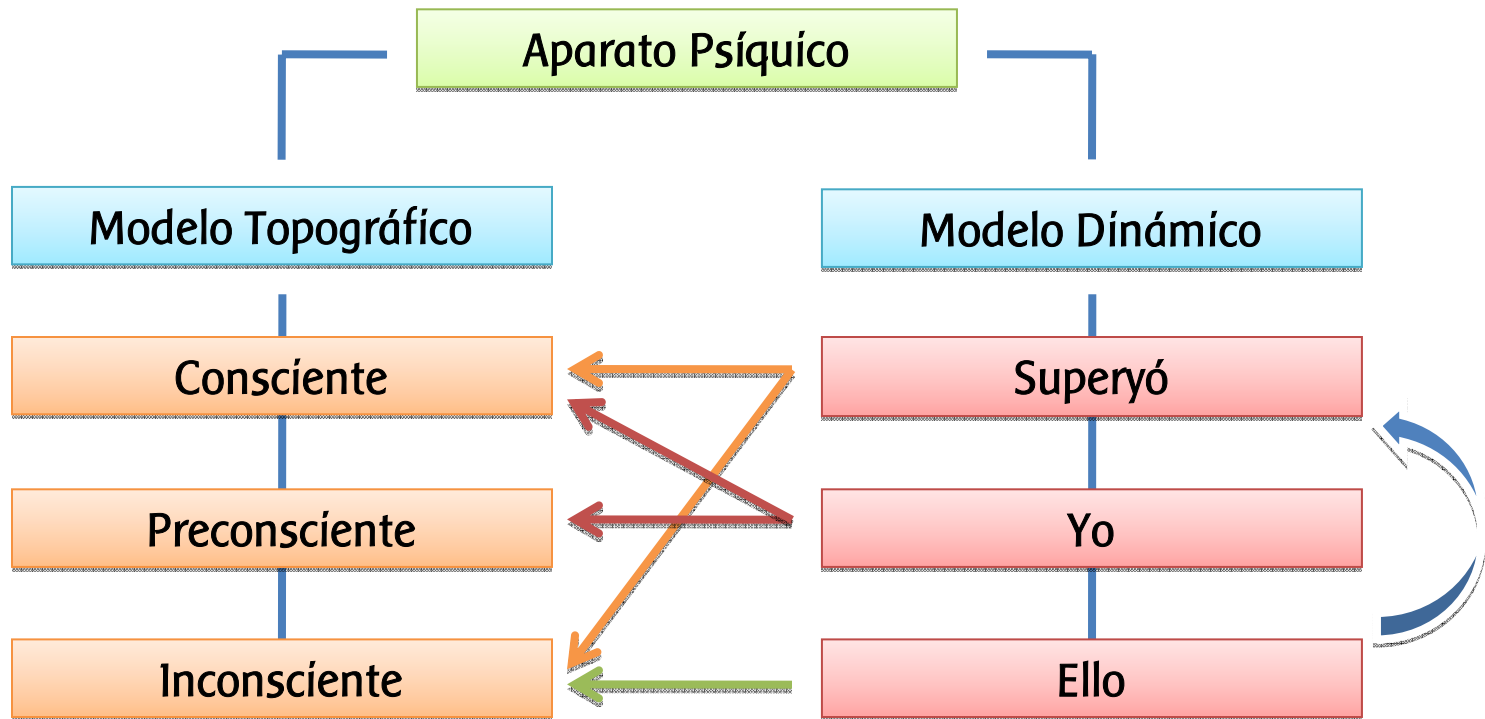 Aparato Psíquico
Modelo Topográfico
Modelo Dinámico
Consciente
Superyó
Preconsciente
Yo
Inconsciente
Ello